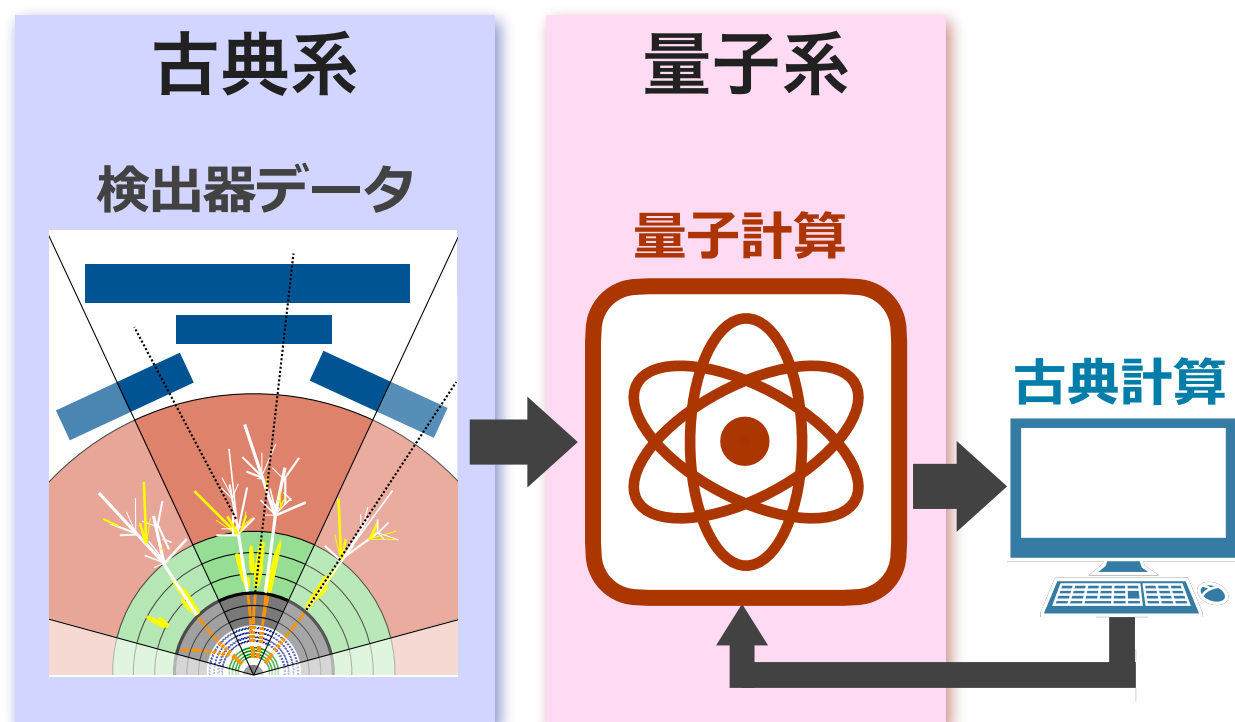 古典系
検出器データ
量子系
量子計算
古典計算